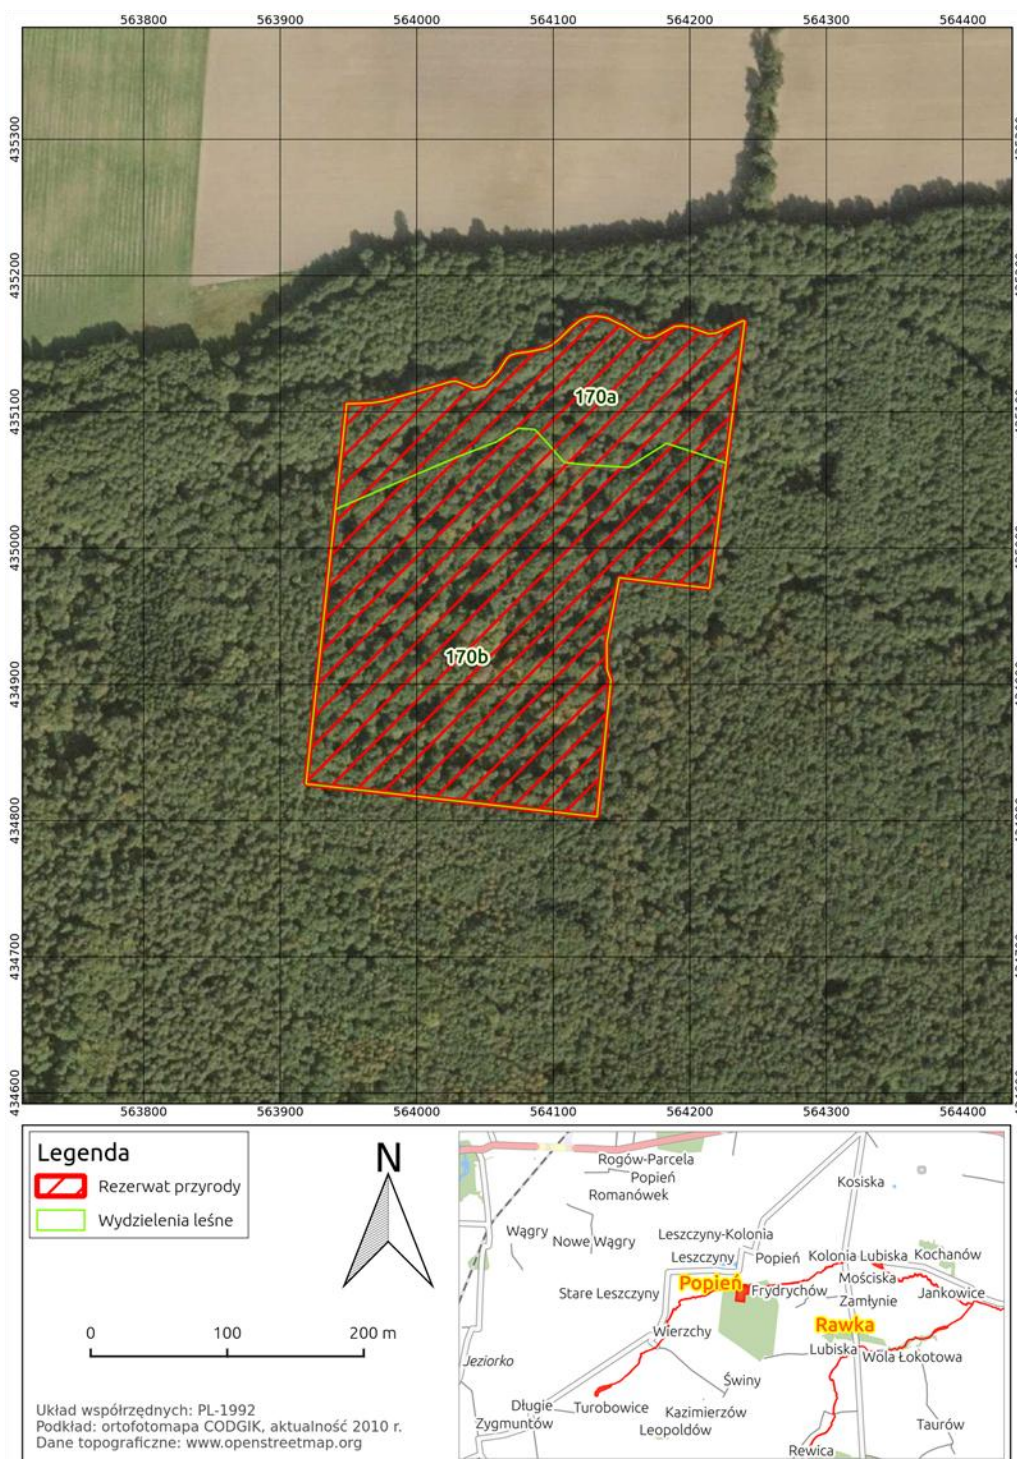 563800 563900 564000 564100 564200 564300 564400
435300
435200
435100
435000
434900
434800
434700
434600
170a
170b
563800 563900 564000 564100 564200 564300 564400
Legenda
Rezerwat przyrody
Wydzielenia leśne
N
0 100 200 m
Układ współrzędnych: PL-1992
Podkład: ortofotomapa CODGIK, aktualność 2010 r.
Dane topograficzne: www.openstreetmap.org
Rogów-Parcela
Popień
Romanówek
Kosiska
Wągry
Nowe Wągry
Leszczyny-Kolonia
Leszczyny
Popień
Kolonia Lubiska
Kochanów
Popień
Mościska
Stare Leszczyny
Frydrychów
Zamłynie
Jankowice
Rawka
Wierzchy
Lubiska
Wola Łokotowa
Jeziorko
Świny
Długie
Turobowice
Kazimierzów
Zygmuntów
Leopoldów
Taurów
Rewica